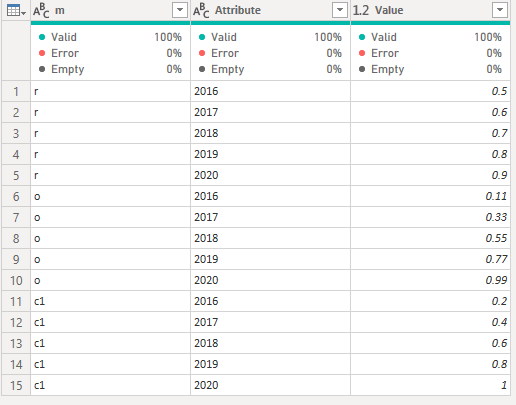 ABC m ABC Attribute 1.2 Value
Valid 100% Valid 100% Valid 100%
Error 0% Error 0% Error 0%
Empty 0% Empty 0% Empty 0%
1 r 2016 0.5
2 r 2017 0.6
3 r 2018 0.7
4 r 2019 0.8
5 r 2020 0.9
6 o 2016 0.11
7 o 2017 0.33
8 o 2018 0.55
9 o 2019 0.77
10 o 2020 0.99
11 c1 2016 0.2
12 c1 2017 0.4
13 c1 2018 0.6
14 c1 2019 0.8
15 c1 2020 1